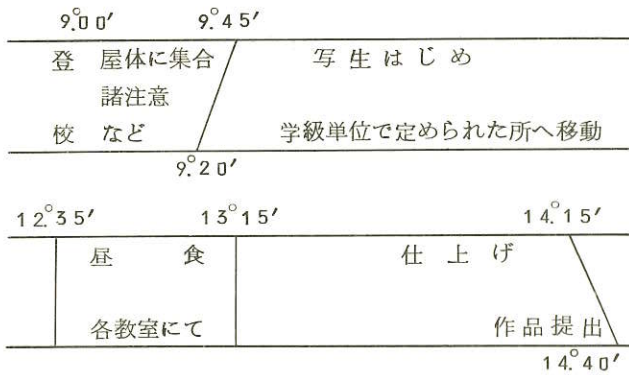 9.°00′ 9.°45′
登 屋体に集合 写生はじめ
諸注意
校 など 学級単位で定められた所へ移動
9.°20′
12.°35′ 13°15′ 14.°15′
昼 食 仕上げ
各教室にて 作品提出
14.°40′